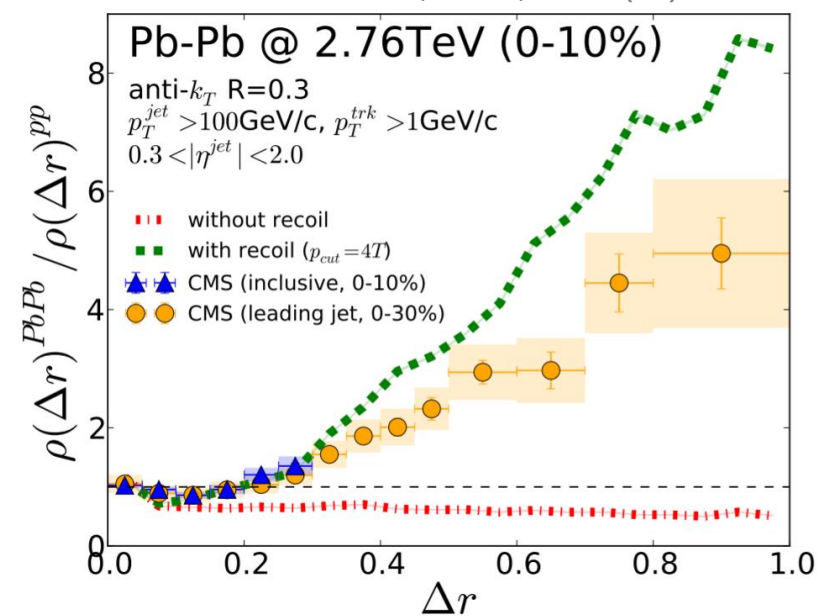 Pb-Pb @ 2.76TeV (0-10%)
anti-k_T R=0.3
p_T^{jet} >100GeV/c, p_T^{trk} >1GeV/c
0.3<|η^{jet}|<2.0
without recoil
with recoil (p_{cut}=4T)
CMS (inclusive, 0-10%)
CMS (leading jet, 0-30%)
ρ(Δr)^{PbPb}/ρ(Δr)^{pp}
8
6
4
2
0
0.0 0.2 0.4 0.6 0.8 1.0
Δr